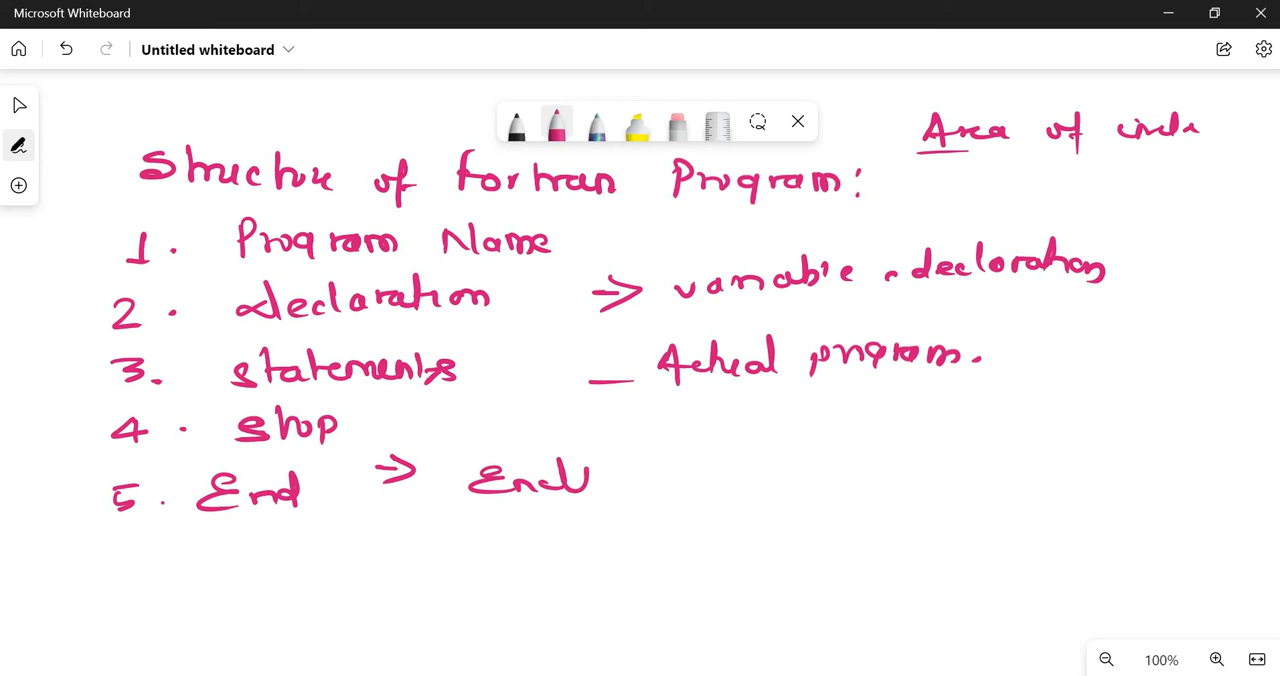 Microsoft Whiteboard
Untitled whiteboard
Area of circle
Structure of Fortran Program:
1. Program Name
2. declaration → variable declaration
3. statements — Actual program.
4. stop
5. End → End
100%